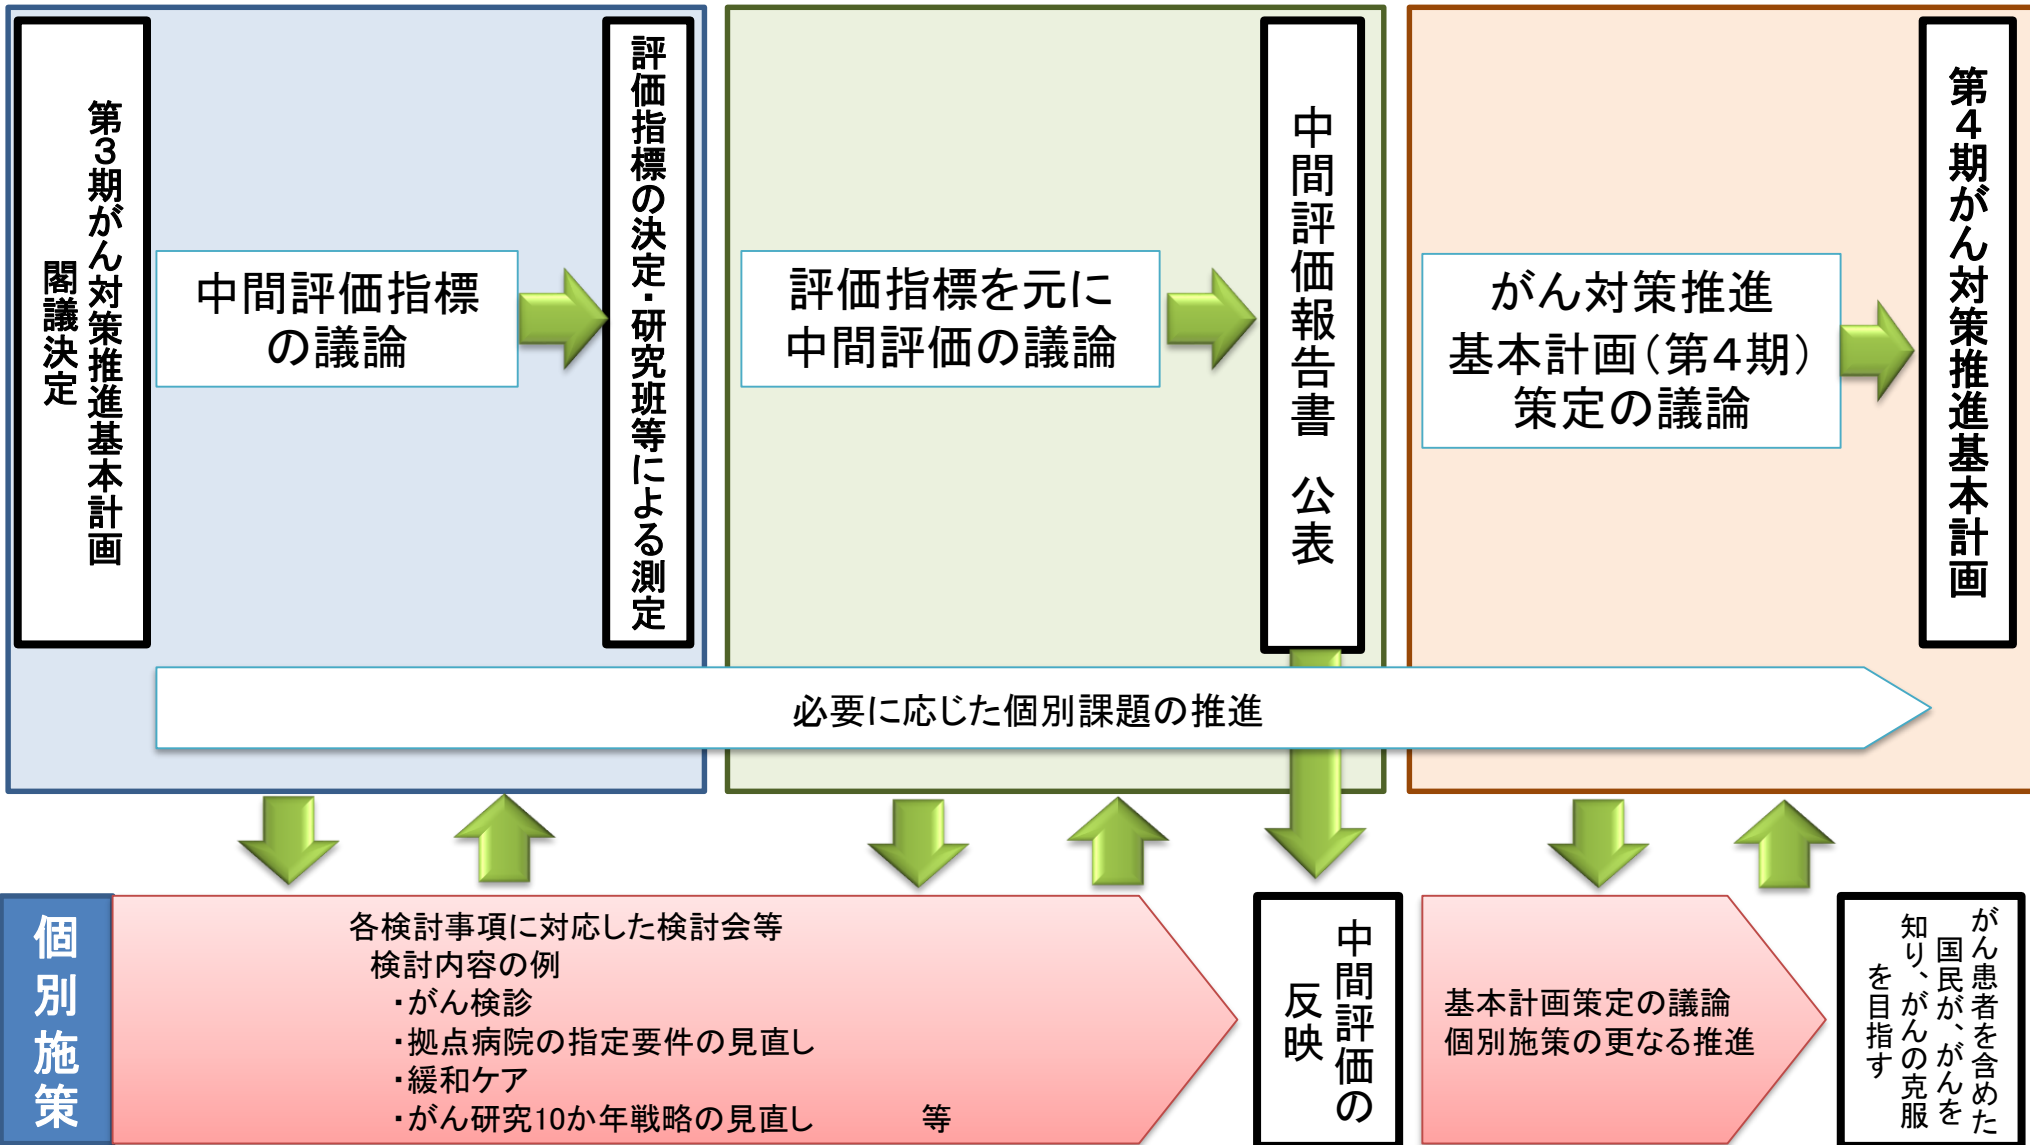 第３期がん対策推進基本計画
閣議決定
中間評価指標
の議論
評価指標の決定・研究班等による測定
評価指標を元に
中間評価の議論
中間評価報告書　公表
がん対策推進
基本計画（第４期）
策定の議論
第４期がん対策推進基本計画
必要に応じた個別課題の推進
個別施策
各検討事項に対応した検討会等
検討内容の例
・がん検診
・拠点病院の指定要件の見直し
・緩和ケア
・がん研究10か年戦略の見直し　　　等
中間評価の
反映
基本計画策定の議論
個別施策の更なる推進
がん患者を含めた
国民が、がんを
知り、がんの克服
を目指す